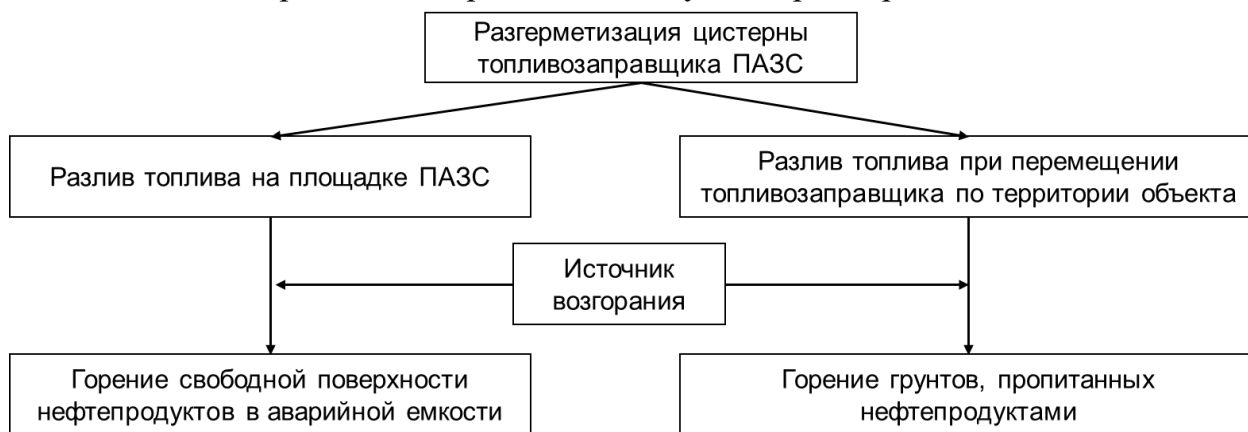 Разгерметизация цистерны
топливозаправщика ПАЗС
Разлив топлива на площадке ПАЗС
Разлив топлива при перемещении
топливозаправщика по территории объекта
Источник
возгорания
Горение свободной поверхности
нефтепродуктов в аварийной емкости
Горение грунтов, пропитанных
нефтепродуктами